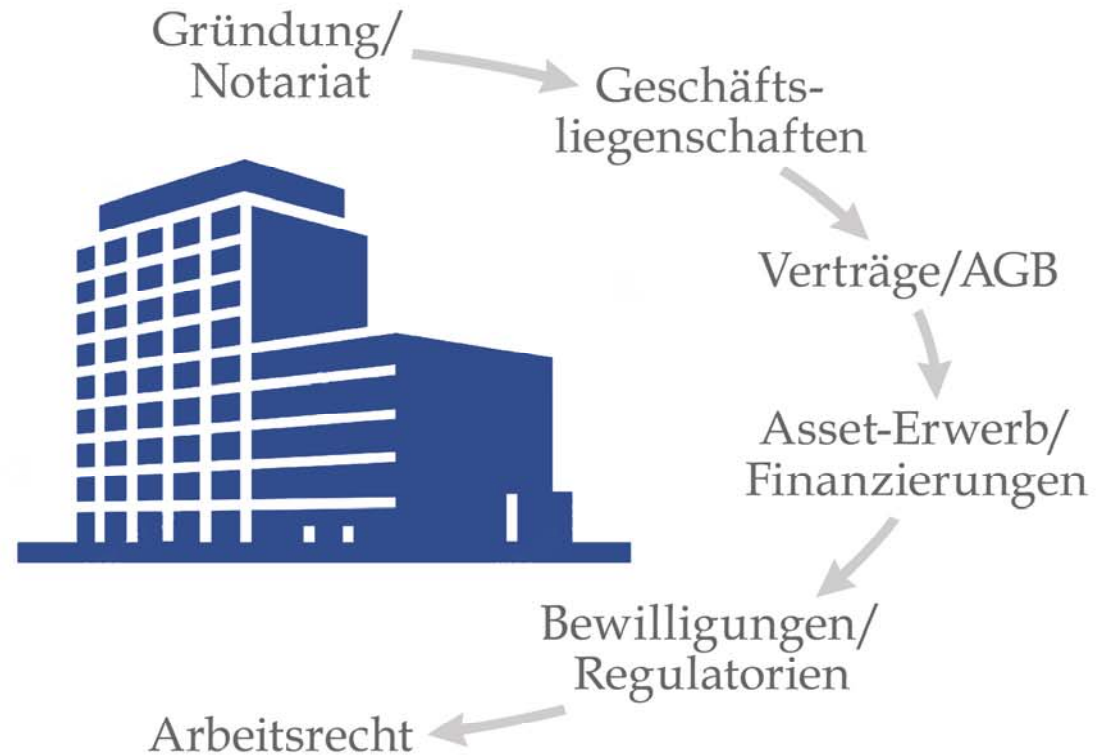 Gründung/
Notariat
Geschäfts-
liegenschaften
Verträge/AGB
Asset-Erwerb/
Finanzierungen
Bewilligungen/
Regulatorien
Arbeitsrecht